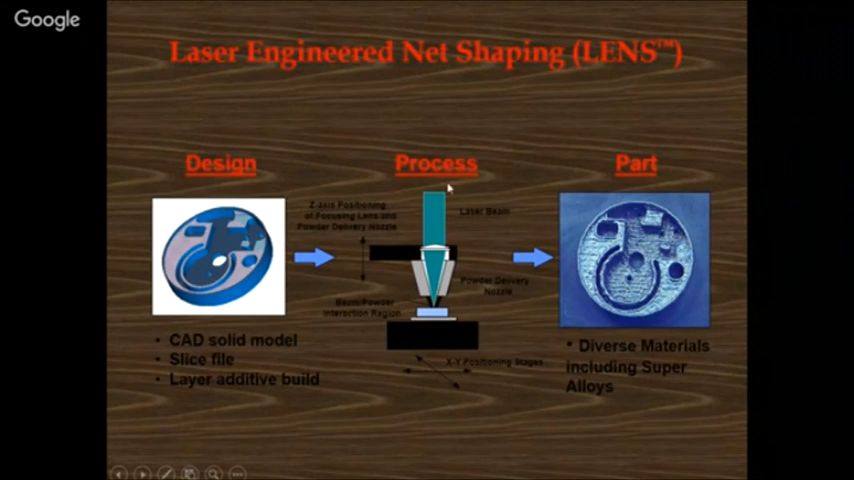 Google
Laser Engineered Net Shaping (LENS™)
Design
Process
Part
Z-axis Positioning
of Focusing Lens and
Powder Delivery Nozzle
Laser Beam
Powder Delivery
Nozzle
Beam/Powder
Interaction Region
X-Y Positioning Stages
• CAD solid model
• Slice file
• Layer additive build
• Diverse Materials
including Super
Alloys